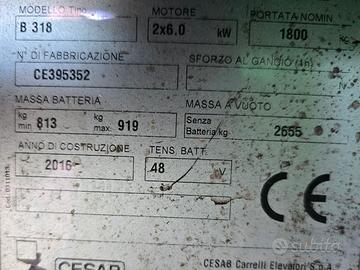 MODELLO Tipo MOTORE PORTATA NOMIN
B 318 2x6.0 kW 1800
N° DI FABBRICAZIONE SFORZO AL GANCIO (1h)
CE395352
MASSA BATTERIA MASSA A VUOTO
kg min 813 kg max 919 Senza Batteria kg 2655
ANNO DI COSTRUZIONE TENS. BATT.
2016 48 V
CE
subito
CESAB CESAB Carrelli Elevatori S.p.A